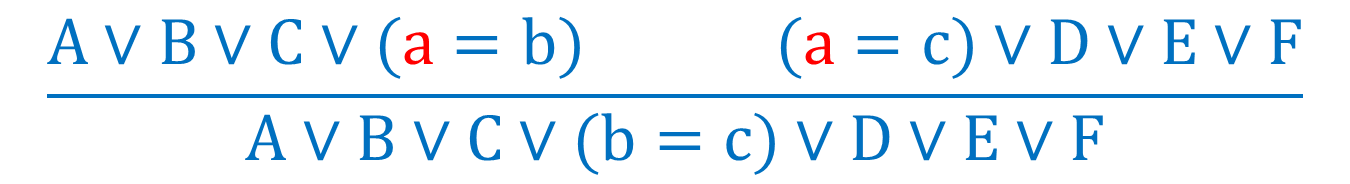 A ∨ B ∨ C ∨ (a = b) (a = c) ∨ D ∨ E ∨ F
A ∨ B ∨ C ∨ (b = c) ∨ D ∨ E ∨ F